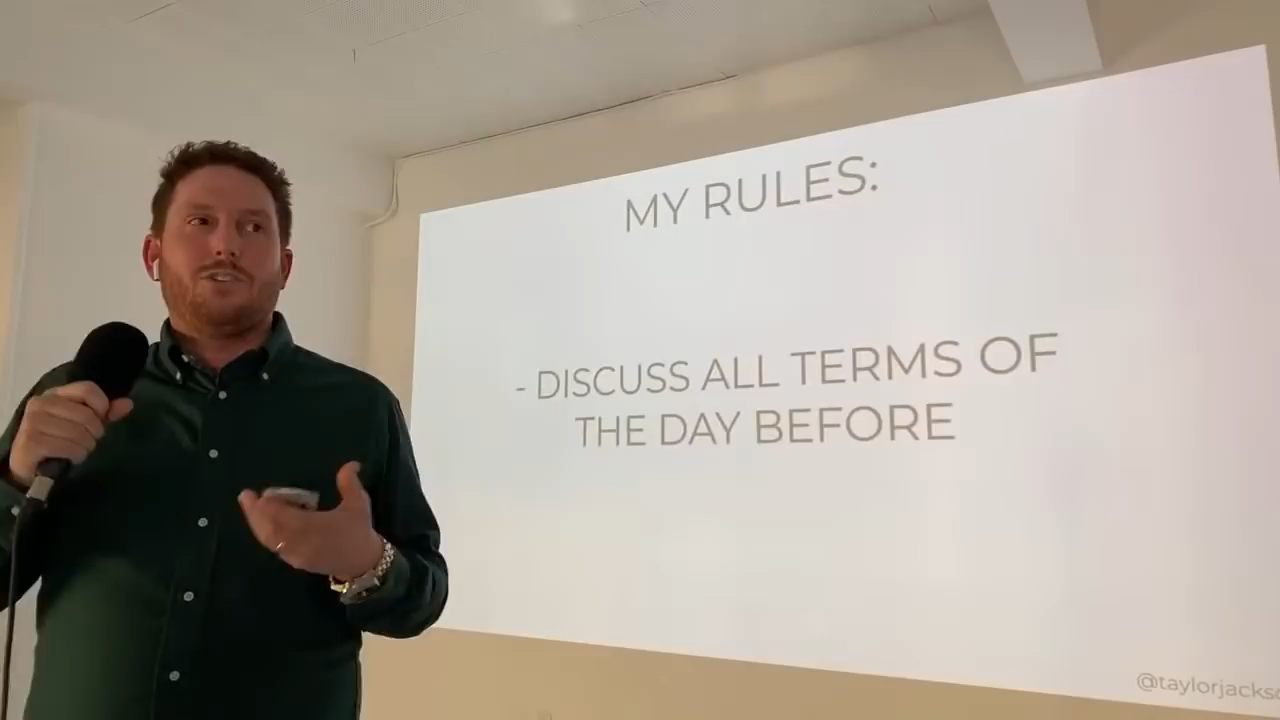 MY RULES:
- DISCUSS ALL TERMS OF
THE DAY BEFORE